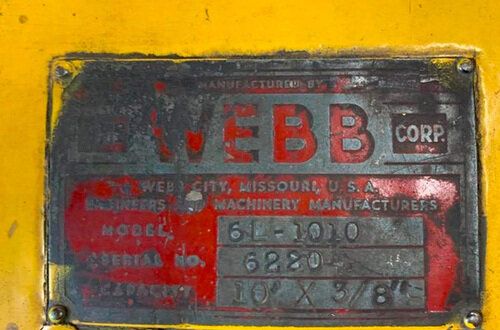 MANUFACTURED BY
WEBB CORP.
WEBB CITY, MISSOURI, U.S.A.
ENGINEERS AND MACHINERY MANUFACTURERS
MODEL. 6L-1010
SERIAL NO. 6220
CAPACITY 10' X 3/8"